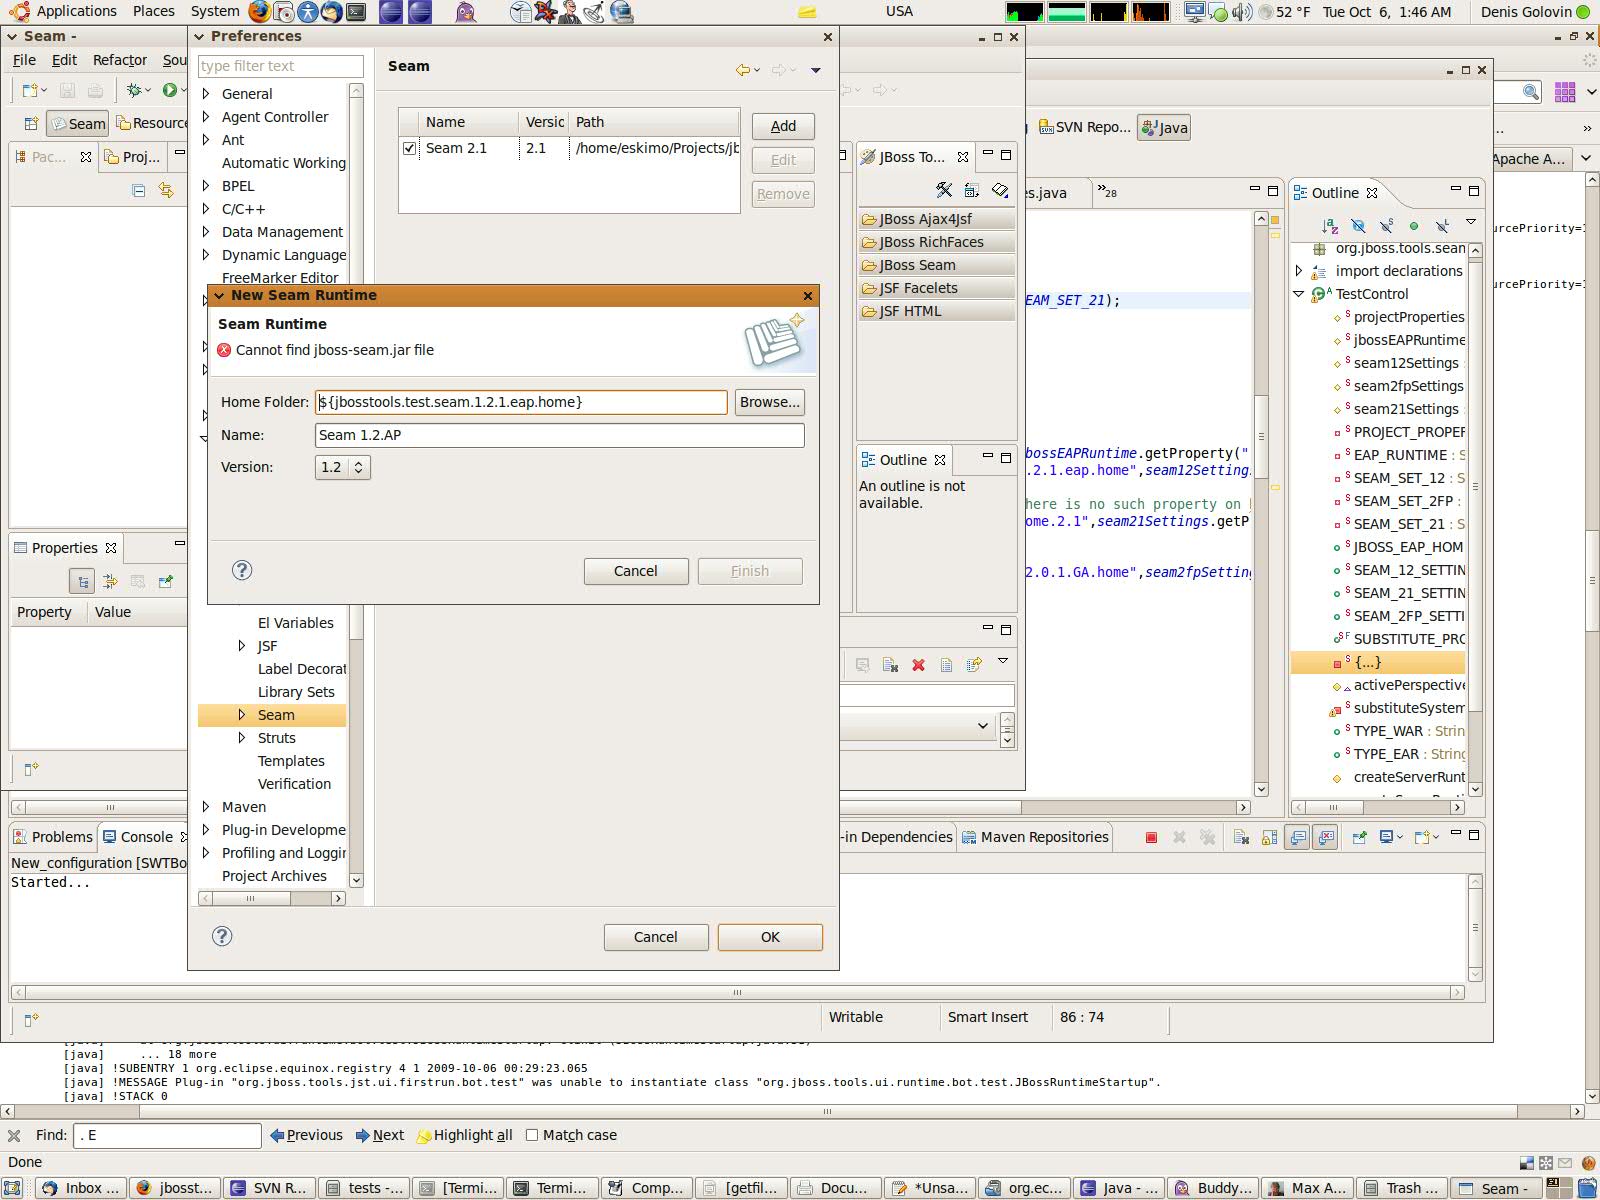 Applications Places System USA 52 °F Tue Oct 6, 1:46 AM Denis Golovin
Seam -
Preferences
File Edit Refactor Sou
type filter text
Seam
General
Agent Controller
Ant
Automatic Working
BPEL
C/C++
Data Management
Dynamic Language
FreeMarker Editor
Name Versic Path
Seam 2.1 2.1 /home/eskimo/Projects/jb
Add
Edit
Remove
Seam Resource
Pac... Proj...
SVN Repo... Java
Apache A...
JBoss To...
JBoss Ajax4Jsf
JBoss RichFaces
JBoss Seam
JSF Facelets
JSF HTML
es.java »28
EAM_SET_21);
Outline
org.jboss.tools.seam
import declarations
TestControl
projectProperties
jbossEAPRuntime
seam12Settings
seam2fpSettings
seam21Settings
PROJECT_PROPER
EAP_RUNTIME : S
SEAM_SET_12 : S
SEAM_SET_2FP :
SEAM_SET_21 : S
JBOSS_EAP_HOM
SEAM_12_SETTIN
SEAM_21_SETTIN
SEAM_2FP_SETTI
SUBSTITUTE_PRO
{...}
activePerspective
substituteSystem
TYPE_WAR : Strin
TYPE_EAR : String
createServerRunt
urcePriority=1
urcePriority=1
New Seam Runtime
Seam Runtime
Cannot find jboss-seam.jar file
Home Folder: ${jbosstools.test.seam.1.2.1.eap.home} Browse...
Name: Seam 1.2.AP
Version: 1.2
Cancel Finish
Outline
An outline is not
available.
bossEAPRuntime.getProperty("
.2.1.eap.home",seam12Setting
here is no such property on
ome.2.1",seam21Settings.getP
2.0.1.GA.home",seam2fpSettin
Properties
Property Value
El Variables
JSF
Label Decorat
Library Sets
Seam
Struts
Templates
Verification
Maven
Plug-in Developme
Profiling and Loggir
Project Archives
Cancel OK
Problems Console -in Dependencies Maven Repositories
New_configuration [SWTBo
Started...
Writable Smart Insert 86 : 74
[java] ... 18 more
[java] !SUBENTRY 1 org.eclipse.equinox.registry 4 1 2009-10-06 00:29:23.065
[java] !MESSAGE Plug-in "org.jboss.tools.jst.ui.firstrun.bot.test" was unable to instantiate class "org.jboss.tools.ui.runtime.bot.test.JBossRuntimeStartup".
[java] !STACK 0
Find: . E Previous Next Highlight all Match case
Done
Inbox ... jbosst... SVN R... tests -... [Termi... Termi... Comp... [getfil... Docu... *Unsa... org.ec... Java - ... Buddy... Max A... Trash ... Seam -